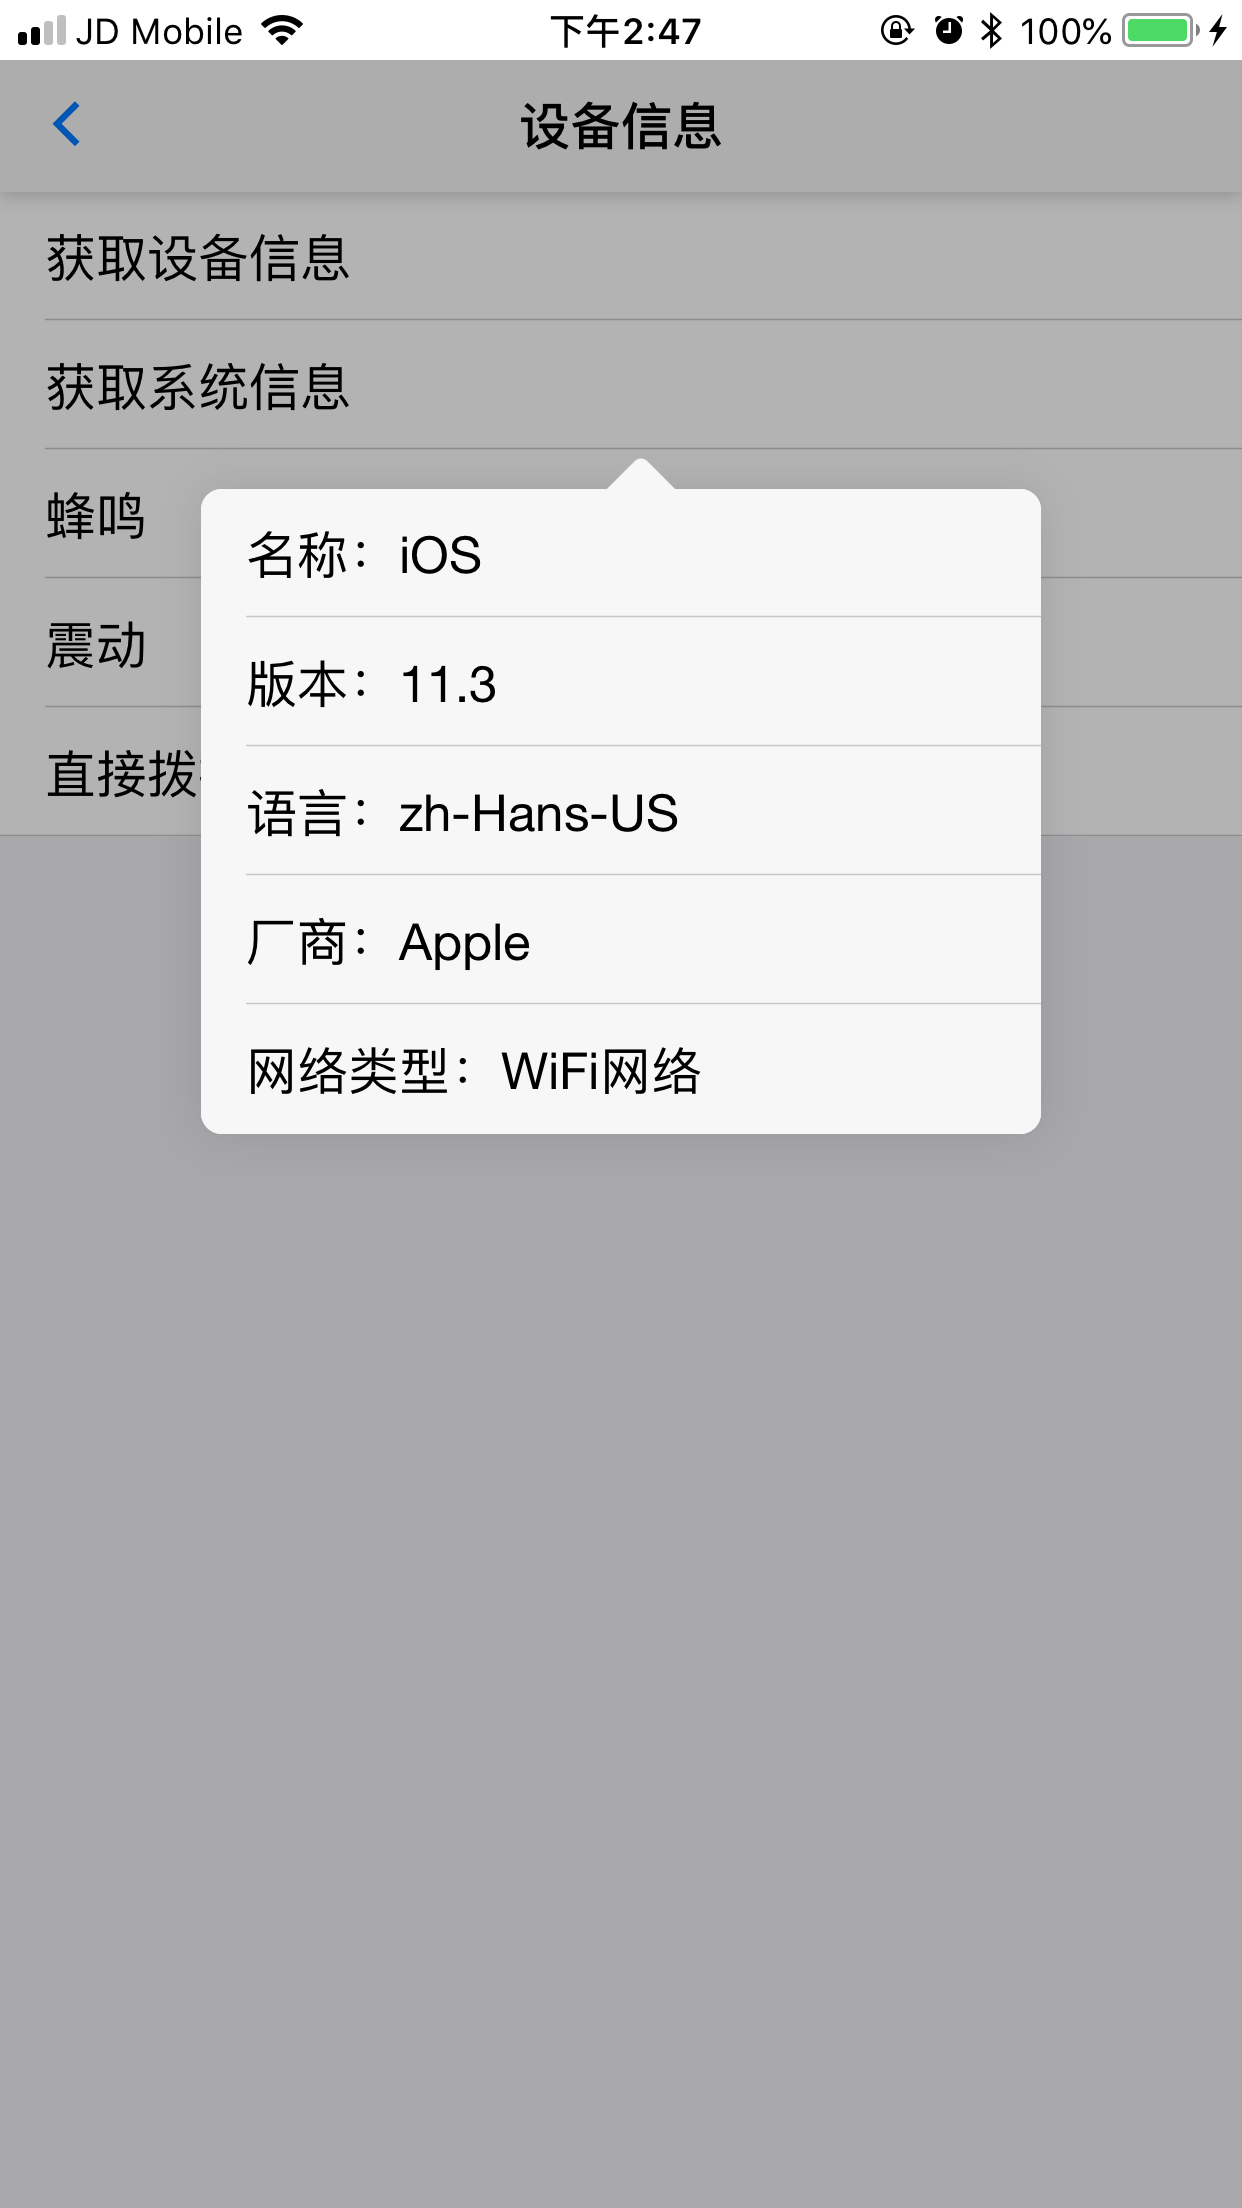 JD Mobile 下午2:47 100%
设备信息
获取设备信息
获取系统信息
蜂鸣
震动
直接拨
名称：iOS
版本：11.3
语言：zh-Hans-US
厂商：Apple
网络类型：WiFi网络